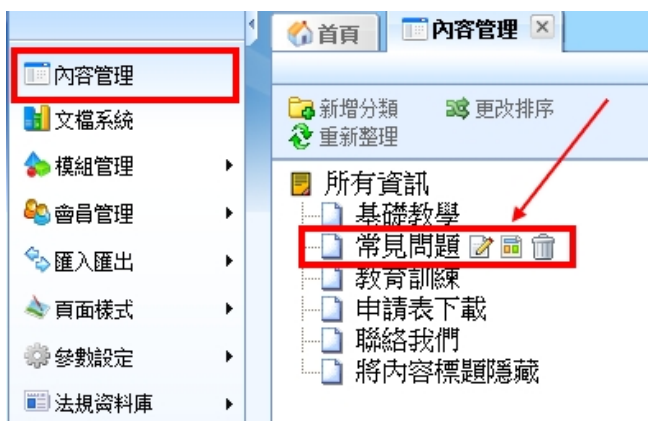 首頁
內容管理
內容管理
文檔系統
模組管理
會員管理
匯入匯出
頁面樣式
參數設定
法規資料庫
新增分類
更改排序
重新整理
所有資訊
基礎教學
常見問題
教育訓練
申請表下載
聯絡我們
將內容標題隱藏